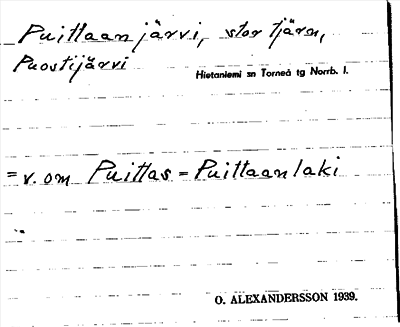 Puittaanjärvi, stor tjärn,
Puostijärvi
Hietaniemi sn Torneå tg Norrb. l.
= v. om Puittas = Puittaanlaki
O. ALEXANDERSSON 1939.